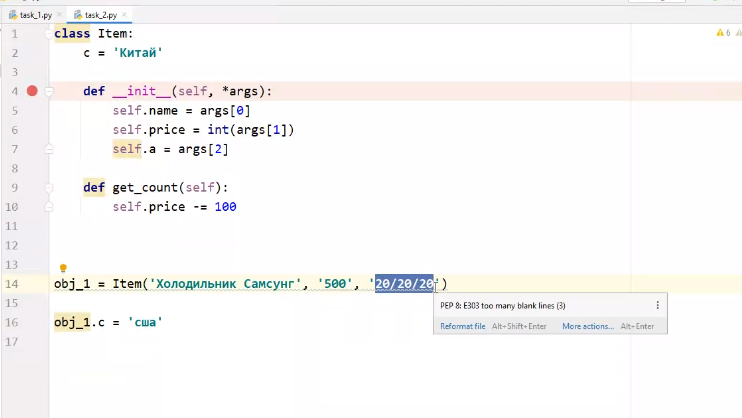 task_1.py task_2.py
1 class Item:
2 с = 'Китай'
3
4 def __init__(self, *args):
5 self.name = args[0]
6 self.price = int(args[1])
7 self.a = args[2]
8
9 def get_count(self):
10 self.price -= 100
11
12
13
14 obj_1 = Item('Холодильник Самсунг', '500', '20/20/20')
15
16 obj_1.c = 'сша'
17
6
PEP 8: E303 too many blank lines (3)
Reformat file Alt+Shift+Enter More actions... Alt+Enter